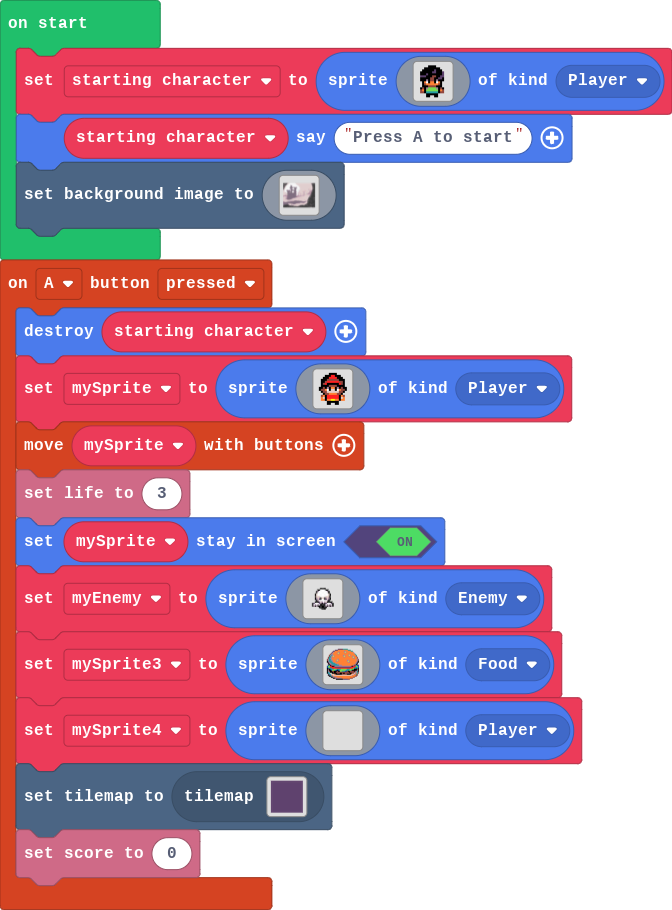 on start
set starting character to sprite of kind Player
starting character say "Press A to start"
set background image to
on A button pressed
destroy starting character
set mySprite to sprite of kind Player
move mySprite with buttons
set life to 3
set mySprite stay in screen ON
set myEnemy to sprite of kind Enemy
set mySprite3 to sprite of kind Food
set mySprite4 to sprite of kind Player
set tilemap to tilemap
set score to 0